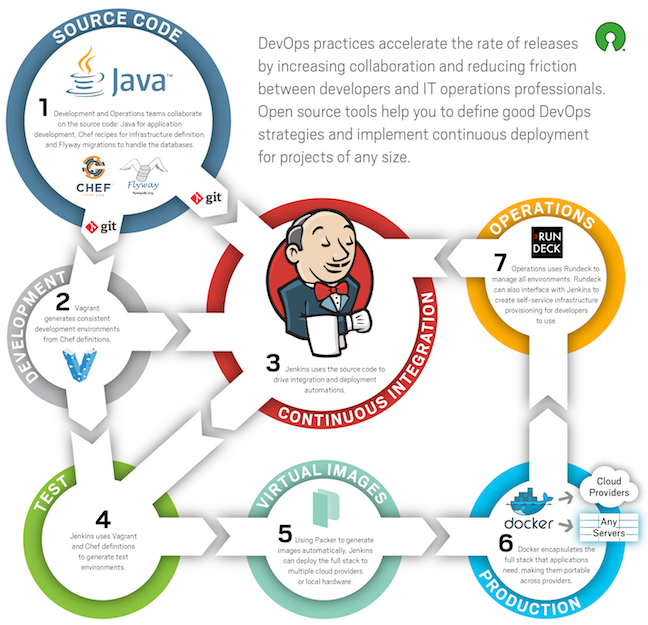 SOURCE CODE
Java™
1 Development and Operations teams collaborate
on the source code: Java for application
development, Chef recipes for infrastructure definition,
and Flyway migrations to handle the databases.
CHEF
Flyway
flywaydb.org
DevOps practices accelerate the rate of releases
by increasing collaboration and reducing friction
between developers and IT operations professionals.
Open source tools help you to define good DevOps
strategies and implement continuous deployment
for projects of any size.
git
git
DEVELOPMENT
2 Vagrant
generates consistent
development environments
from Chef definitions.
3 Jenkins uses the source code to
drive integration and deployment
automations.
CONTINUOUS INTEGRATION
OPERATIONS
>RUN
DECK
7 Operations uses Rundeck to
manage all environments. Rundeck
can also interface with Jenkins to
create self-service infrastructure
provisioning for developers
to use.
TEST
4
Jenkins uses Vagrant
and Chef definitions
to generate test
environments.
VIRTUAL IMAGES
5 Using Packer to generate
images automatically, Jenkins
can deploy the full stack to
multiple cloud providers
or local hardware.
docker
Cloud
Providers
Any
Servers
6 Docker encapsulates the
full stack that applications
need, making them portable
across providers.
PRODUCTION